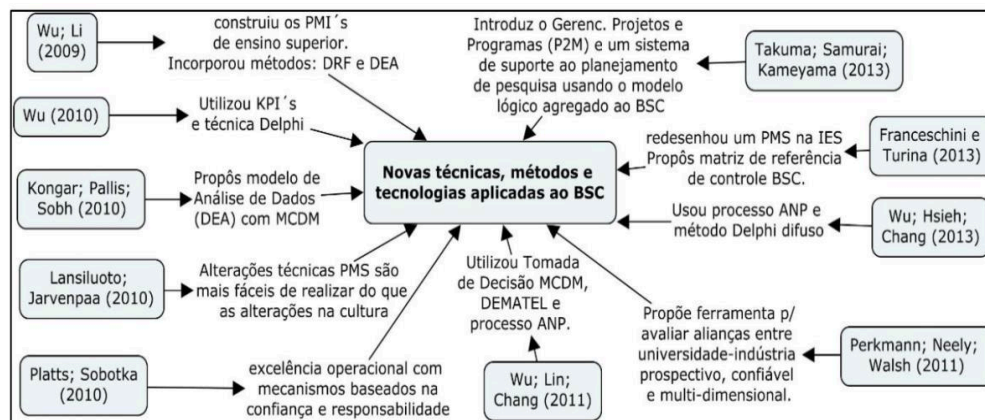 Wu; Li
(2009)
construiu os PMI´s
de ensino superior.
Incorporou métodos: DRF e DEA
Introduz o Gerenc. Projetos e
Programas (P2M) e um sistema
de suporte ao planejamento
de pesquisa usando o modelo
lógico agregado ao BSC
Takuma; Samurai;
Kameyama (2013)
Wu (2010)
Utilizou KPI´s
e técnica Delphi
redesenhou um PMS na IES
Propôs matriz de referência
de controle BSC.
Franceschini e
Turina (2013)
Novas técnicas, métodos e
tecnologias aplicadas ao BSC
Kongar; Pallis;
Sobh (2010)
Propôs modelo de
Análise de Dados
(DEA) com MCDM
Usou processo ANP e
método Delphi difuso
Wu; Hsieh;
Chang (2013)
Lansiluoto;
Jarvenpaa (2010)
Alterações técnicas PMS são
mais fáceis de realizar do que
as alterações na cultura
Utilizou Tomada
de Decisão MCDM,
DEMATEL e
processo ANP.
Wu; Lin;
Chang (2011)
Propõe ferramenta p/
avaliar alianças entre
universidade-indústria
prospectivo, confiável
e multi-dimensional.
Perkmann; Neely;
Walsh (2011)
Platts; Sobotka
(2010)
excelência operacional com
mecanismos baseados na
confiança e responsabilidade